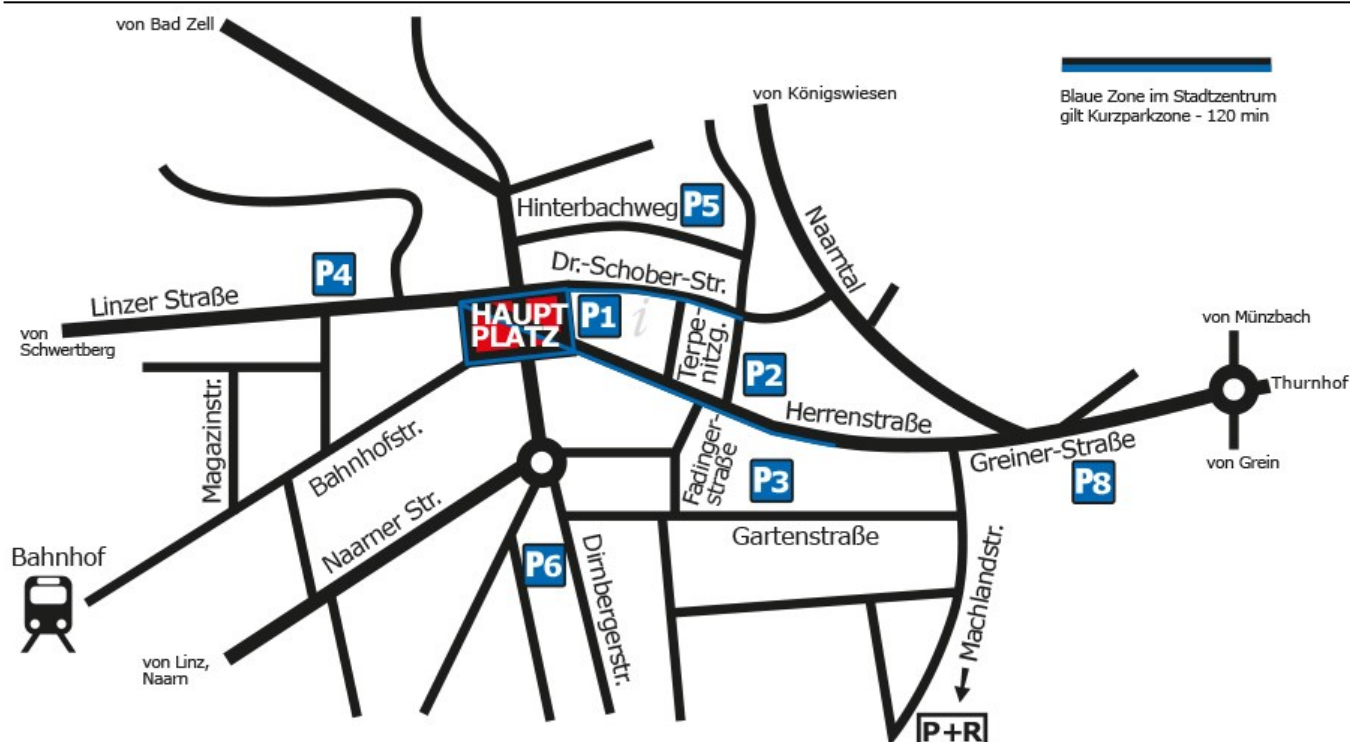 von Bad Zell
von Königswiesen
Blaue Zone im Stadtzentrum
gilt Kurzparkzone - 120 min
Hinterbachweg
P5
Naarntal
P4
Dr.-Schober-Str.
Linzer Straße
HAUPT
PLATZ
P1
i
von
Schwertberg
Terpe-
nitzg.
von Münzbach
P2
Thurnhof
Magazinstr.
Herrenstraße
Bahnhofstr.
Greiner-Straße
von Grein
Fadinger-
straße
P3
P8
Naarner Str.
Gartenstraße
Bahnhof
P6
Dirnbergerstr.
Machlandstr.
von Linz,
Naarn
P+R